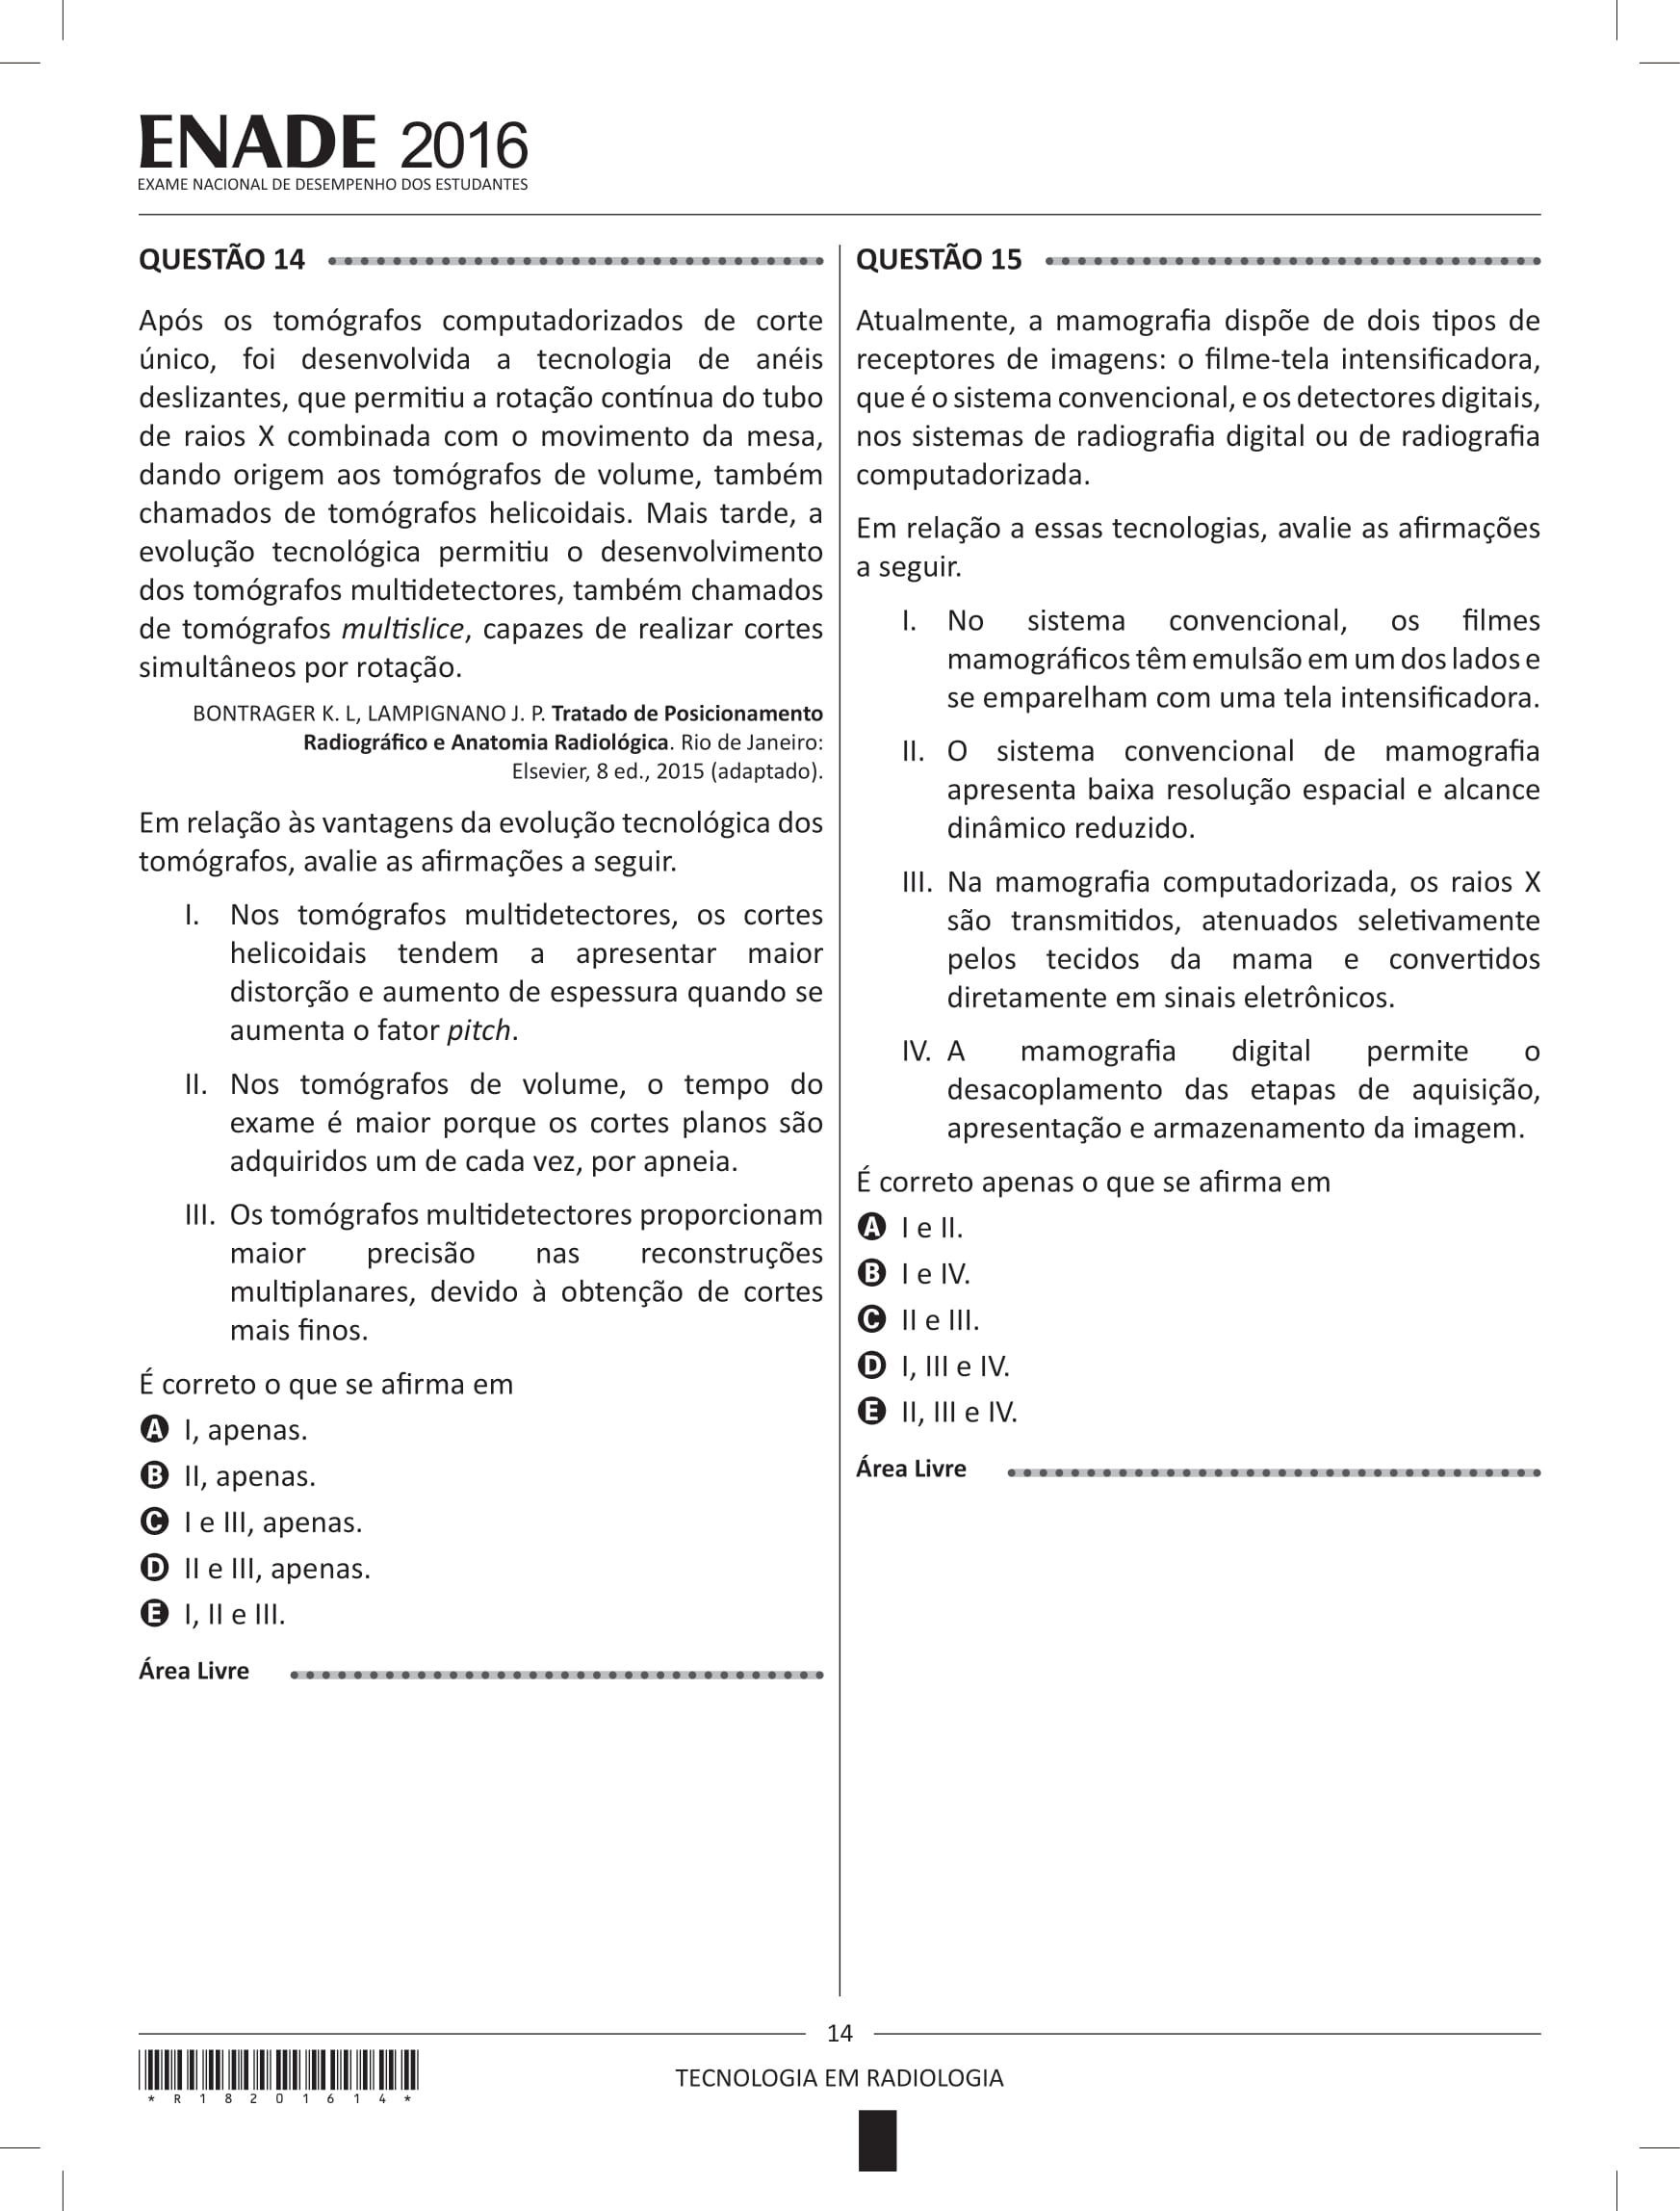 ENADE 2016
EXAME NACIONAL DE DESEMPENHO DOS ESTUDANTES
QUESTÃO 14
Após os tomógrafos computadorizados de corte
único, foi desenvolvida a tecnologia de anéis
deslizantes, que permitiu a rotação contínua do tubo
de raios X combinada com o movimento da mesa,
dando origem aos tomógrafos de volume, também
chamados de tomógrafos helicoidais. Mais tarde, a
evolução tecnológica permitiu o desenvolvimento
dos tomógrafos multidetectores, também chamados
de tomógrafos multislice, capazes de realizar cortes
simultâneos por rotação.
BONTRAGER K. L, LAMPIGNANO J. P. Tratado de Posicionamento
Radiográfico e Anatomia Radiológica. Rio de Janeiro:
Elsevier, 8 ed., 2015 (adaptado).
Em relação às vantagens da evolução tecnológica dos
tomógrafos, avalie as afirmações a seguir.
I. Nos tomógrafos multidetectores, os cortes
helicoidais tendem a apresentar maior
distorção e aumento de espessura quando se
aumenta o fator pitch.
II. Nos tomógrafos de volume, o tempo do
exame é maior porque os cortes planos são
adquiridos um de cada vez, por apneia.
III. Os tomógrafos multidetectores proporcionam
maior precisão nas reconstruções
multiplanares, devido à obtenção de cortes
mais finos.
É correto o que se afirma em
A I, apenas.
B II, apenas.
C I e III, apenas.
D II e III, apenas.
E I, II e III.
Área Livre
QUESTÃO 15
Atualmente, a mamografia dispõe de dois tipos de
receptores de imagens: o filme-tela intensificadora,
que é o sistema convencional, e os detectores digitais,
nos sistemas de radiografia digital ou de radiografia
computadorizada.
Em relação a essas tecnologias, avalie as afirmações
a seguir.
I. No sistema convencional, os filmes
mamográficos têm emulsão em um dos lados e
se emparelham com uma tela intensificadora.
II. O sistema convencional de mamografia
apresenta baixa resolução espacial e alcance
dinâmico reduzido.
III. Na mamografia computadorizada, os raios X
são transmitidos, atenuados seletivamente
pelos tecidos da mama e convertidos
diretamente em sinais eletrônicos.
IV. A mamografia digital permite o
desacoplamento das etapas de aquisição,
apresentação e armazenamento da imagem.
É correto apenas o que se afirma em
A I e II.
B I e IV.
C II e III.
D I, III e IV.
E II, III e IV.
Área Livre
14
TECNOLOGIA EM RADIOLOGIA
* R 1 8 2 0 1 6 1 4 *